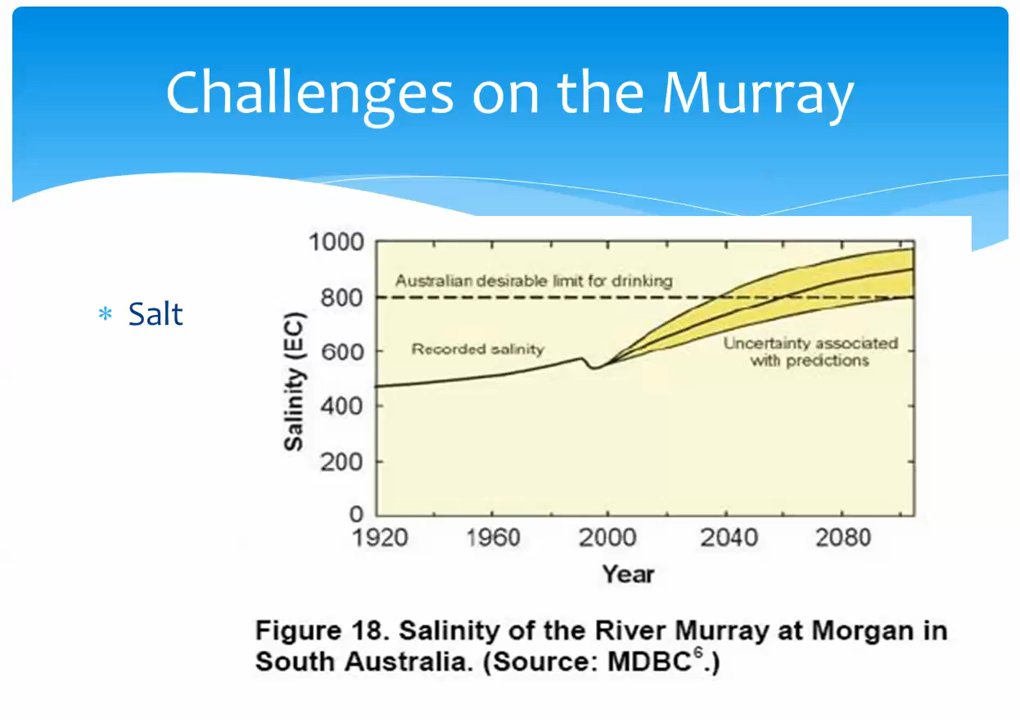 Challenges on the Murray
* Salt
1000
800
600
400
200
0
Salinity (EC)
Australian desirable limit for drinking
Recorded salinity
Uncertainty associated
with predictions
1920 1960 2000 2040 2080
Year
Figure 18. Salinity of the River Murray at Morgan in
South Australia. (Source: MDBC⁶.)